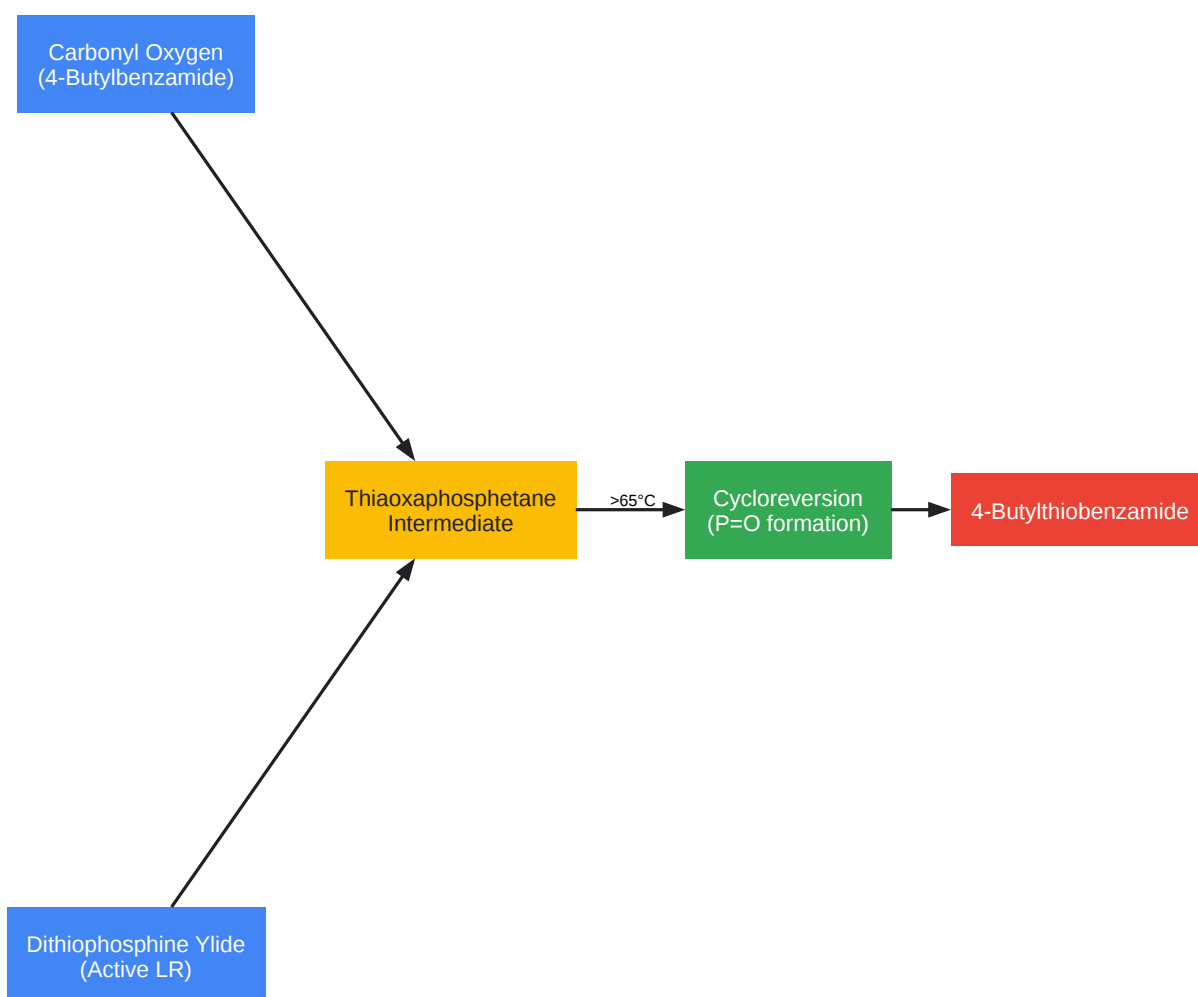 Carbonyl Oxygen
(4-Butylbenzamide)
Thiaoxaphosphetane
Intermediate
>65°C
Cycloreversion
(P=O formation)
4-Butylthiobenzamide
Dithiophosphine Ylide
(Active LR)